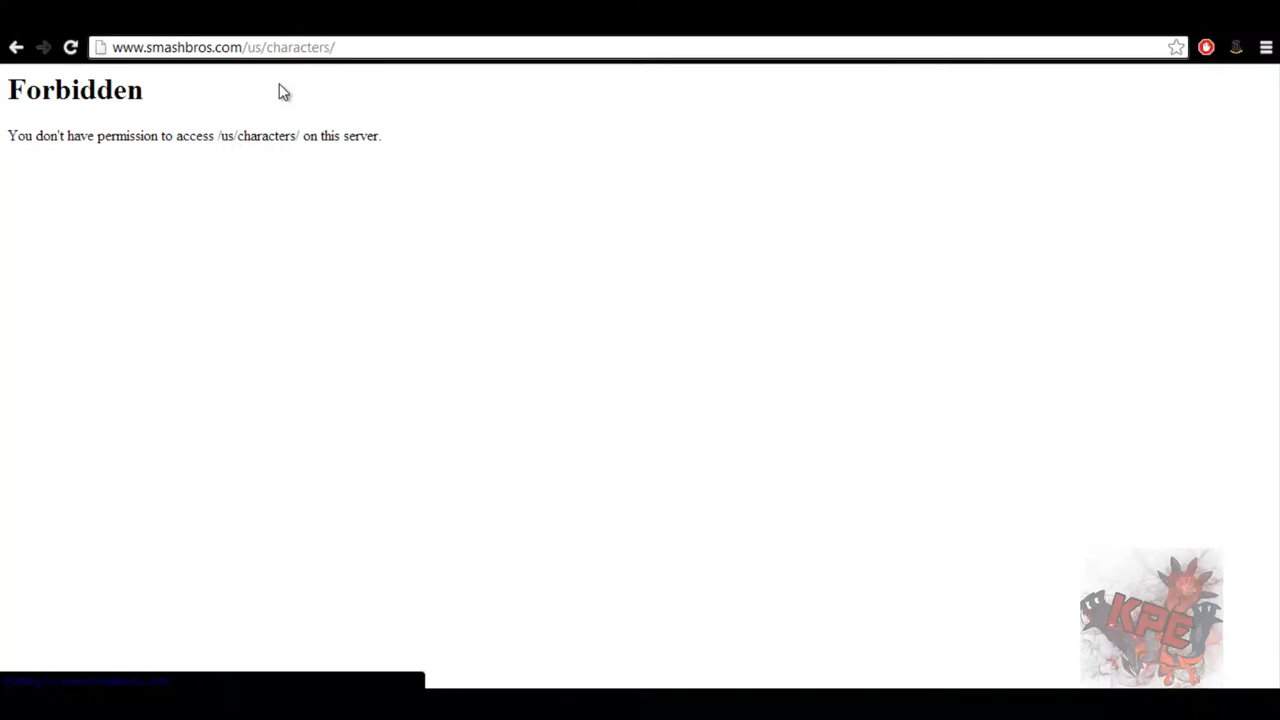 www.smashbros.com/us/characters/
Forbidden
You don't have permission to access /us/characters/ on this server.
KPE